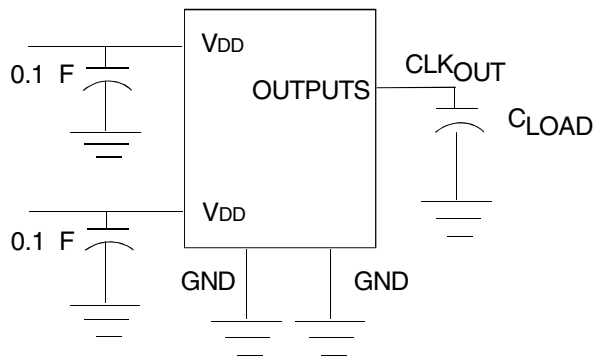 VDD
0.1 F
CLKOUT
OUTPUTS
CLOAD
VDD
0.1 F
GND
GND